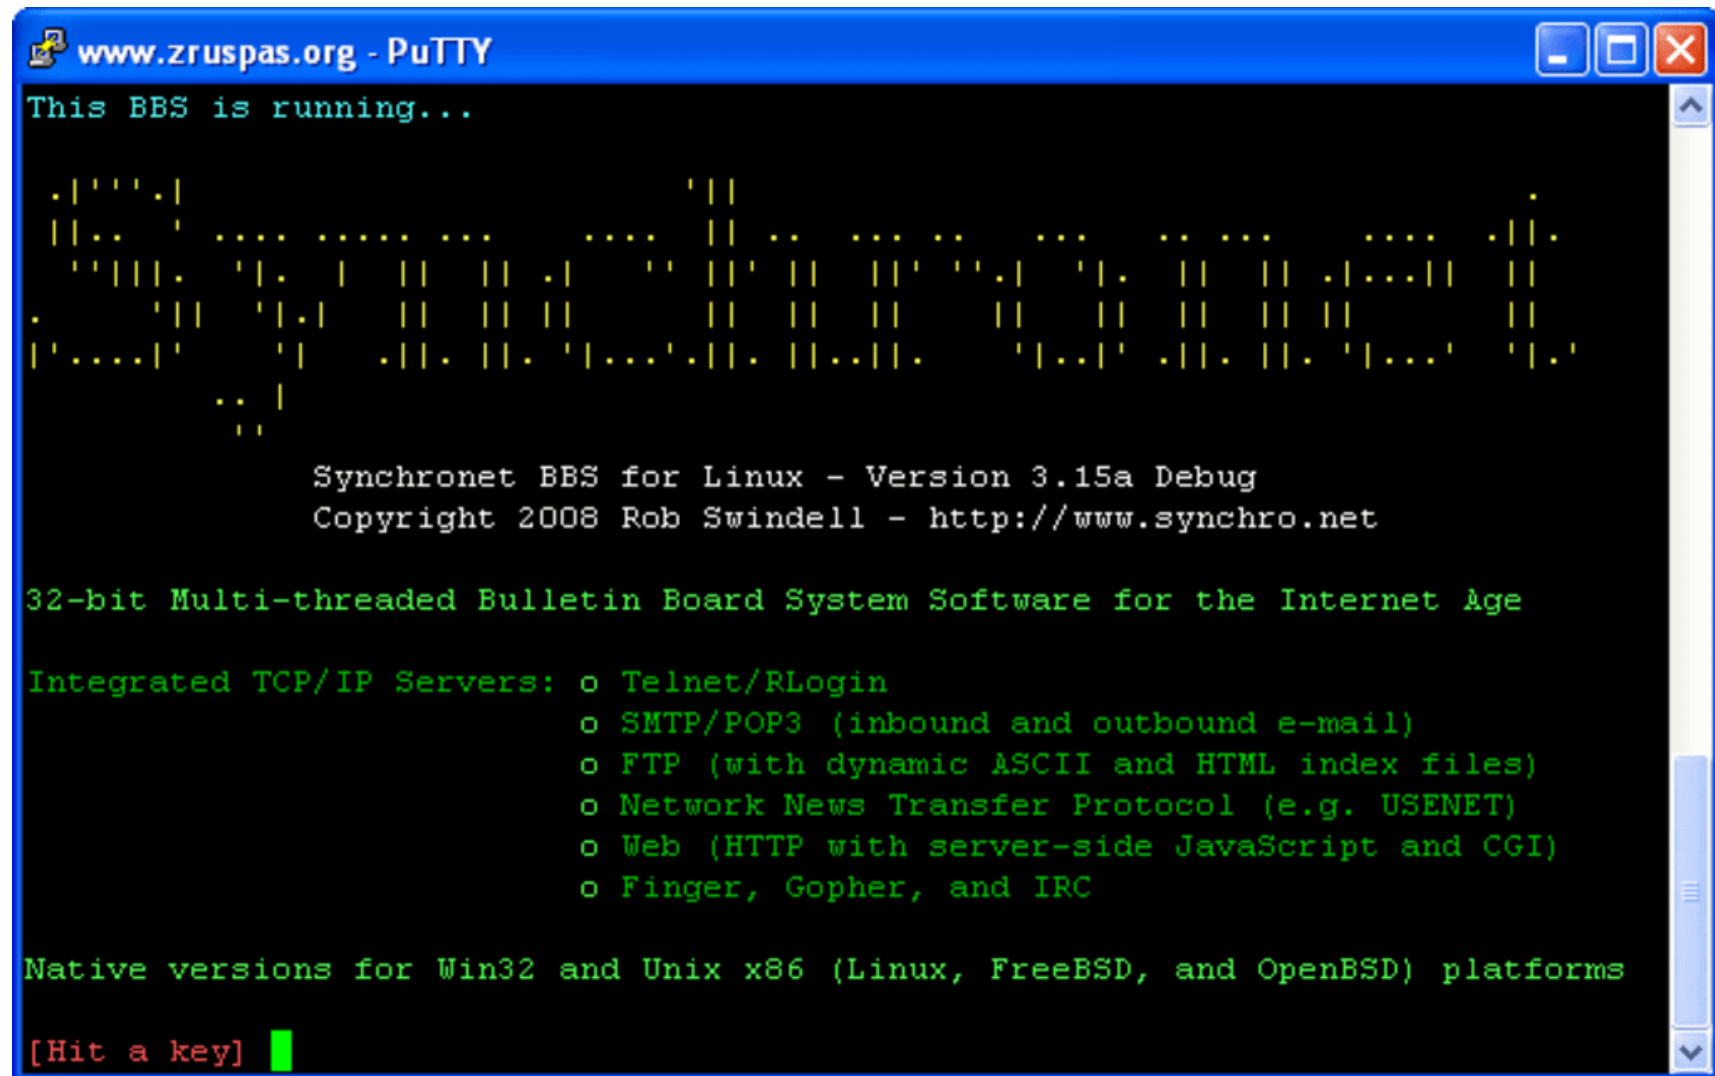 www.zruspas.org - PuTTY
This BBS is running...
Synchronet
Synchronet BBS for Linux - Version 3.15a Debug
Copyright 2008 Rob Swindell - http://www.synchro.net
32-bit Multi-threaded Bulletin Board System Software for the Internet Age
Integrated TCP/IP Servers: o Telnet/RLogin
o SMTP/POP3 (inbound and outbound e-mail)
o FTP (with dynamic ASCII and HTML index files)
o Network News Transfer Protocol (e.g. USENET)
o Web (HTTP with server-side JavaScript and CGI)
o Finger, Gopher, and IRC
Native versions for Win32 and Unix x86 (Linux, FreeBSD, and OpenBSD) platforms
[Hit a key]